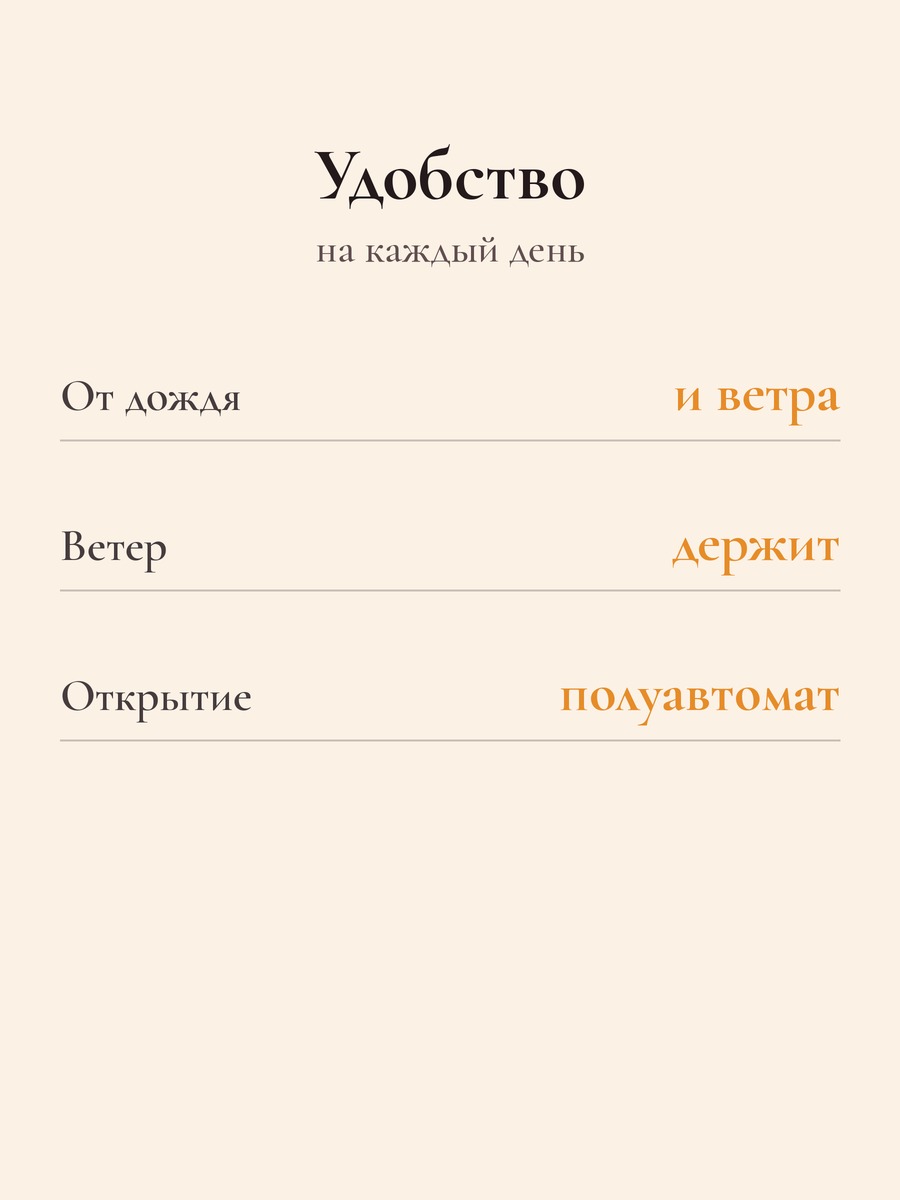 Удобство
на каждый день
От дождя и ветра
Ветер держит
Открытие полуавтомат